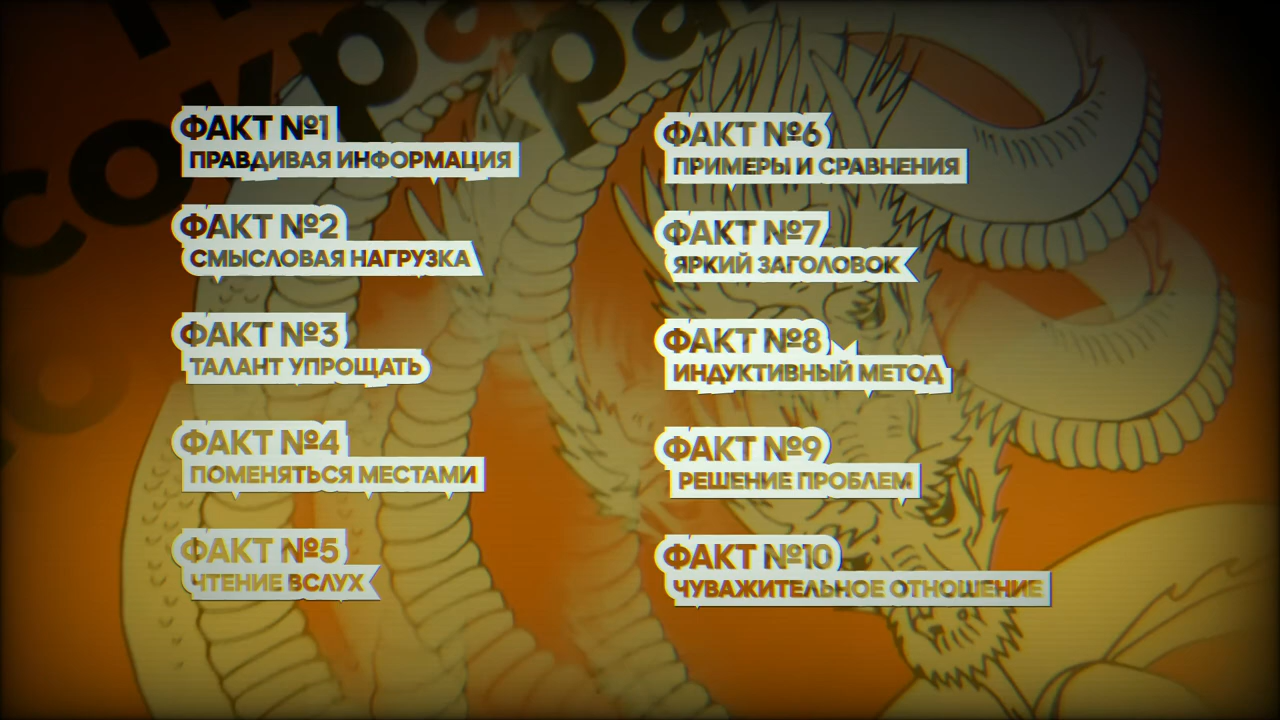 ФАКТ №1
ПРАВДИВАЯ ИНФОРМАЦИЯ
ФАКТ №2
СМЫСЛОВАЯ НАГРУЗКА
ФАКТ №3
ТАЛАНТ УПРОЩАТЬ
ФАКТ №4
ПОМЕНЯТЬСЯ МЕСТАМИ
ФАКТ №5
ЧТЕНИЕ ВСЛУХ
ФАКТ №6
ПРИМЕРЫ И СРАВНЕНИЯ
ФАКТ №7
ЯРКИЙ ЗАГОЛОВОК
ФАКТ №8
ИНДУКТИВНЫЙ МЕТОД
ФАКТ №9
РЕШЕНИЕ ПРОБЛЕМ
ФАКТ №10
ЧУВАЖИТЕЛЬНОЕ ОТНОШЕНИЕ